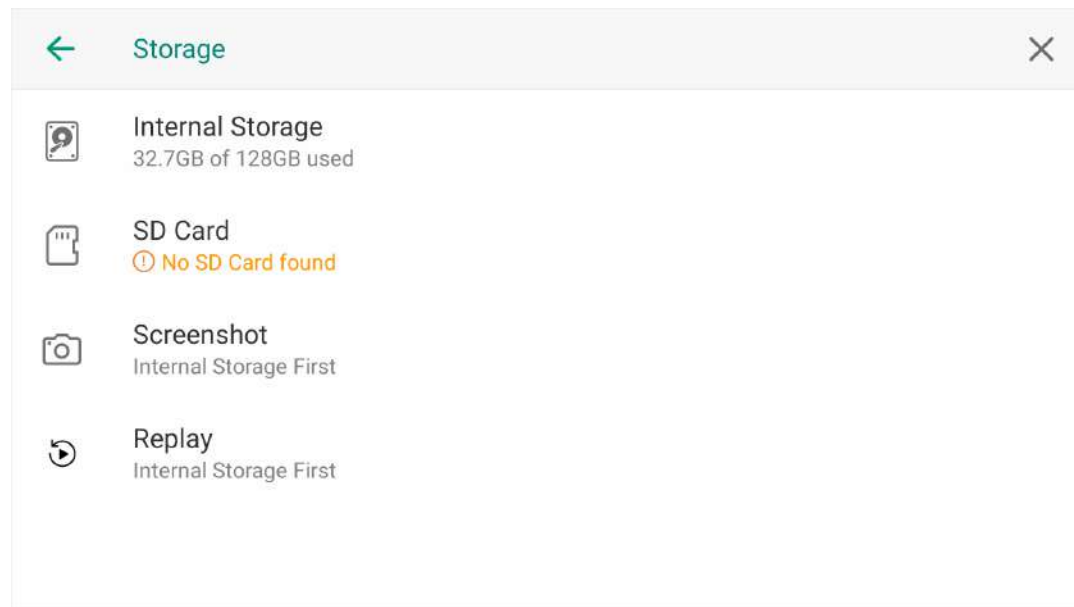 Storage
Internal Storage
32.7GB of 128GB used
SD Card
No SD Card found
Screenshot
Internal Storage First
Replay
Internal Storage First